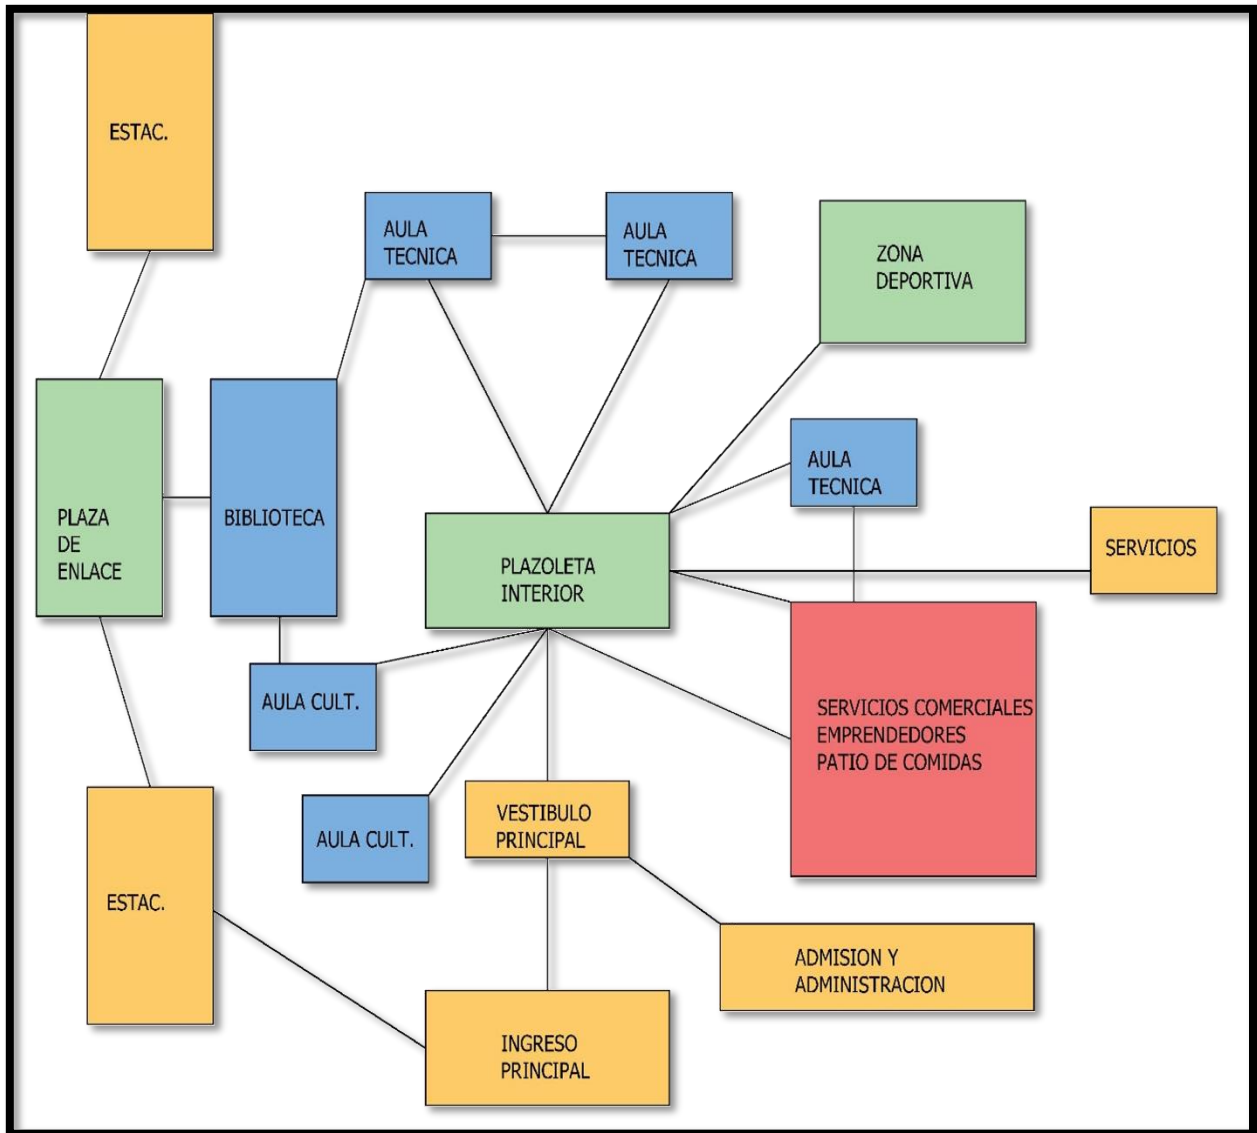 ESTAC.
AULA
TECNICA
AULA
TECNICA
ZONA
DEPORTIVA
PLAZA
DE
ENLACE
BIBLIOTECA
AULA
TECNICA
PLAZOLETA
INTERIOR
SERVICIOS
AULA CULT.
SERVICIOS COMERCIALES
EMPRENDEDORES
PATIO DE COMIDAS
AULA CULT.
VESTIBULO
PRINCIPAL
ESTAC.
ADMISION Y
ADMINISTRACION
INGRESO
PRINCIPAL